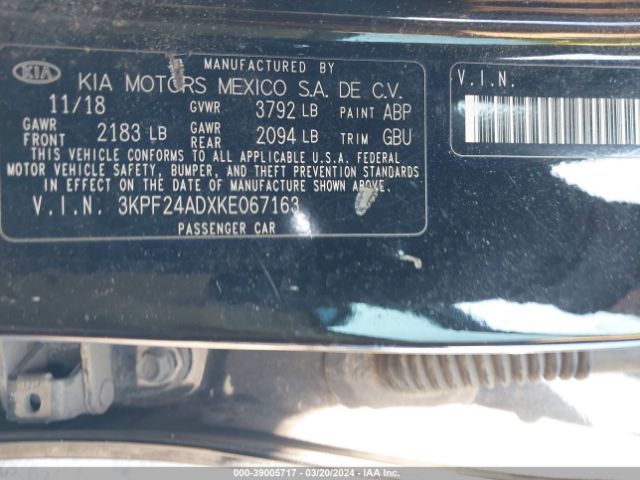 MANUFACTURED BY
KIA KIA MOTORS MEXICO S.A. DE C.V.
11/18 GVWR 3792 LB PAINT ABP
GAWR FRONT 2183 LB GAWR REAR 2094 LB TRIM GBU
THIS VEHICLE CONFORMS TO ALL APPLICABLE U.S.A. FEDERAL
MOTOR VEHICLE SAFETY, BUMPER, AND THEFT PREVENTION STANDARDS
IN EFFECT ON THE DATE OF MANUFACTURE SHOWN ABOVE.
V.I.N. 3KPF24ADXKE067163
PASSENGER CAR
V.I.N.
000-39005717 - 03/20/2024 - IAA Inc.